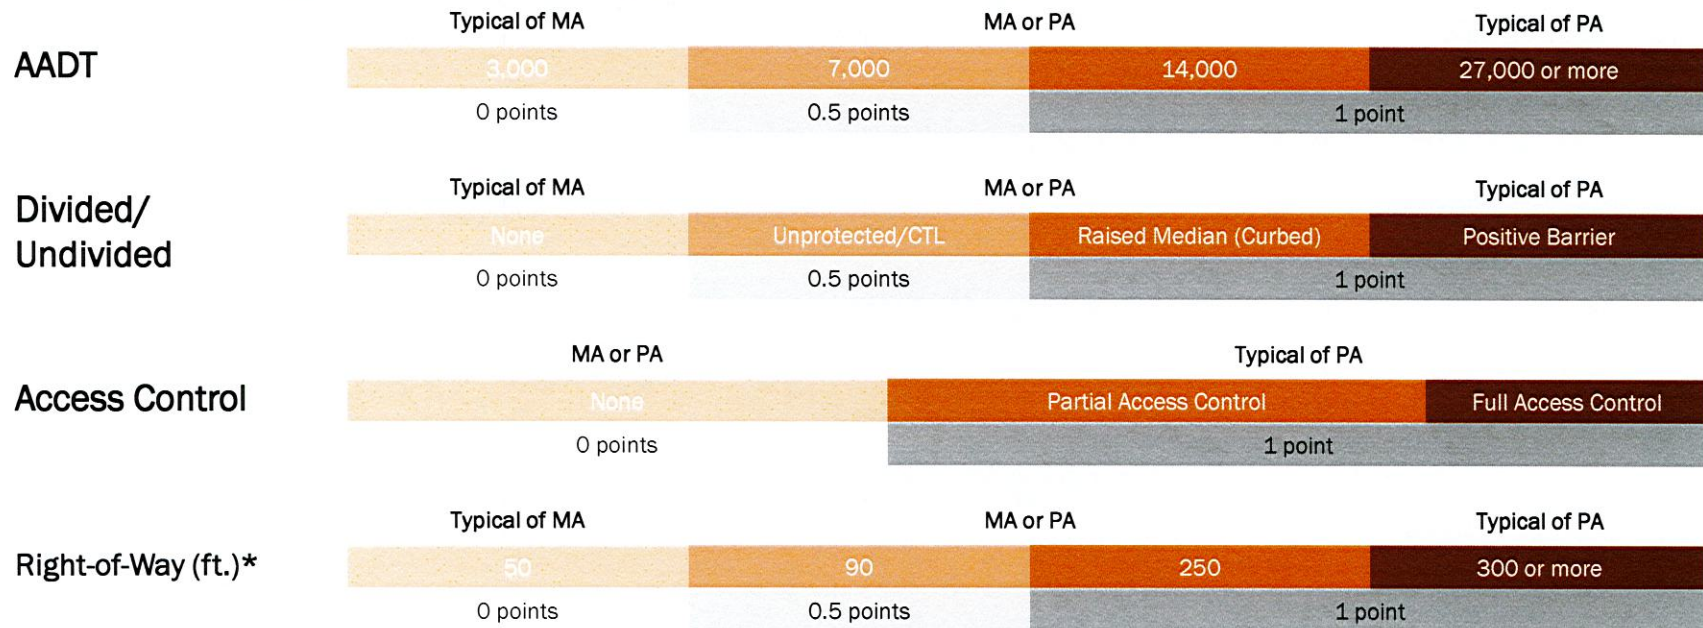 Typical of MA MA or PA Typical of PA
AADT
3,000 7,000 14,000 27,000 or more
0 points 0.5 points 1 point
Typical of MA MA or PA Typical of PA
Divided/
Undivided
None Unprotected/CTL Raised Median (Curbed) Positive Barrier
0 points 0.5 points 1 point
MA or PA Typical of PA
Access Control
None Partial Access Control Full Access Control
0 points 1 point
Typical of MA MA or PA Typical of PA
Right-of-Way (ft.)*
50 90 250 300 or more
0 points 0.5 points 1 point